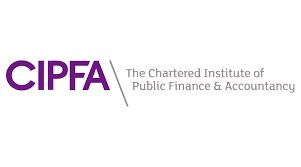 CIPFA
The Chartered Institute of
Public Finance & Accountancy